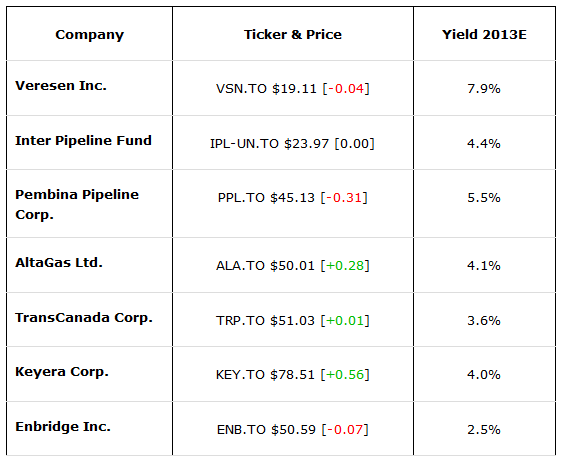 Company Ticker & Price Yield 2013E
Veresen Inc. VSN.TO $19.11 [-0.04] 7.9%
Inter Pipeline Fund IPL-UN.TO $23.97 [0.00] 4.4%
Pembina Pipeline
Corp. PPL.TO $45.13 [-0.31] 5.5%
AltaGas Ltd. ALA.TO $50.01 [+0.28] 4.1%
TransCanada Corp. TRP.TO $51.03 [+0.01] 3.6%
Keyera Corp. KEY.TO $78.51 [+0.56] 4.0%
Enbridge Inc. ENB.TO $50.59 [-0.07] 2.5%